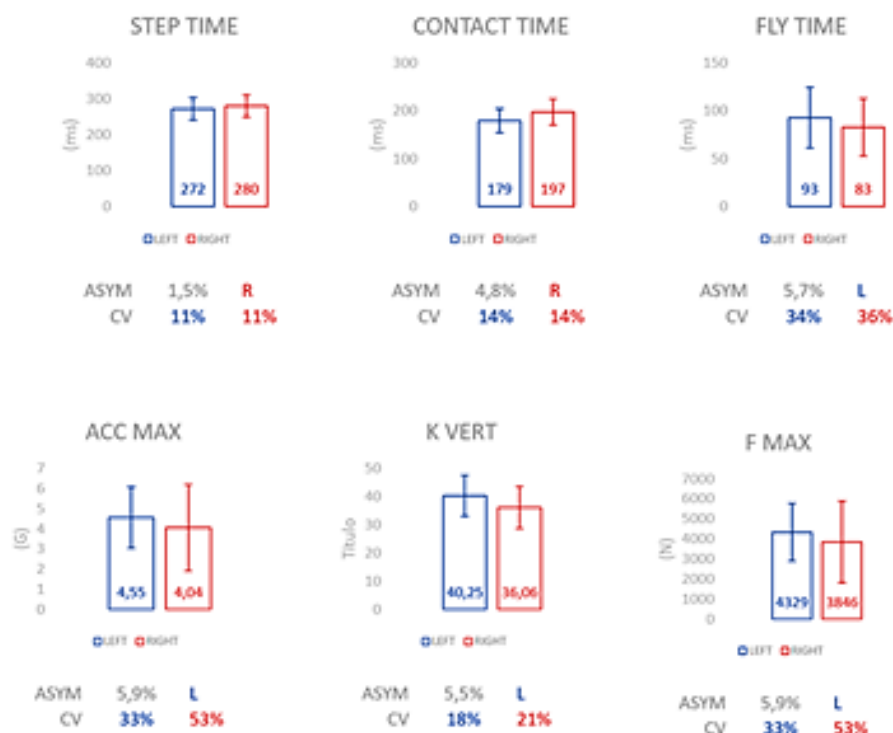 STEP TIME
400
300
200
100
0
(ms)
272
280
LEFT RIGHT
ASYM 1,5% R
CV 11% 11%
CONTACT TIME
300
200
100
0
(ms)
179
197
LEFT RIGHT
ASYM 4,8% R
CV 14% 14%
FLY TIME
150
100
50
0
(ms)
93
83
LEFT RIGHT
ASYM 5,7% L
CV 34% 36%
ACC MAX
7
6
5
4
3
2
1
0
(G)
4,55
4,04
LEFT RIGHT
ASYM 5,9% L
CV 33% 53%
K VERT
50
40
30
20
10
0
Título
40,25
36,06
LEFT RIGHT
ASYM 5,5% L
CV 18% 21%
F MAX
7000
6000
5000
4000
3000
2000
1000
0
(N)
4329
3846
LEFT RIGHT
ASYM 5,9% L
CV 33% 53%